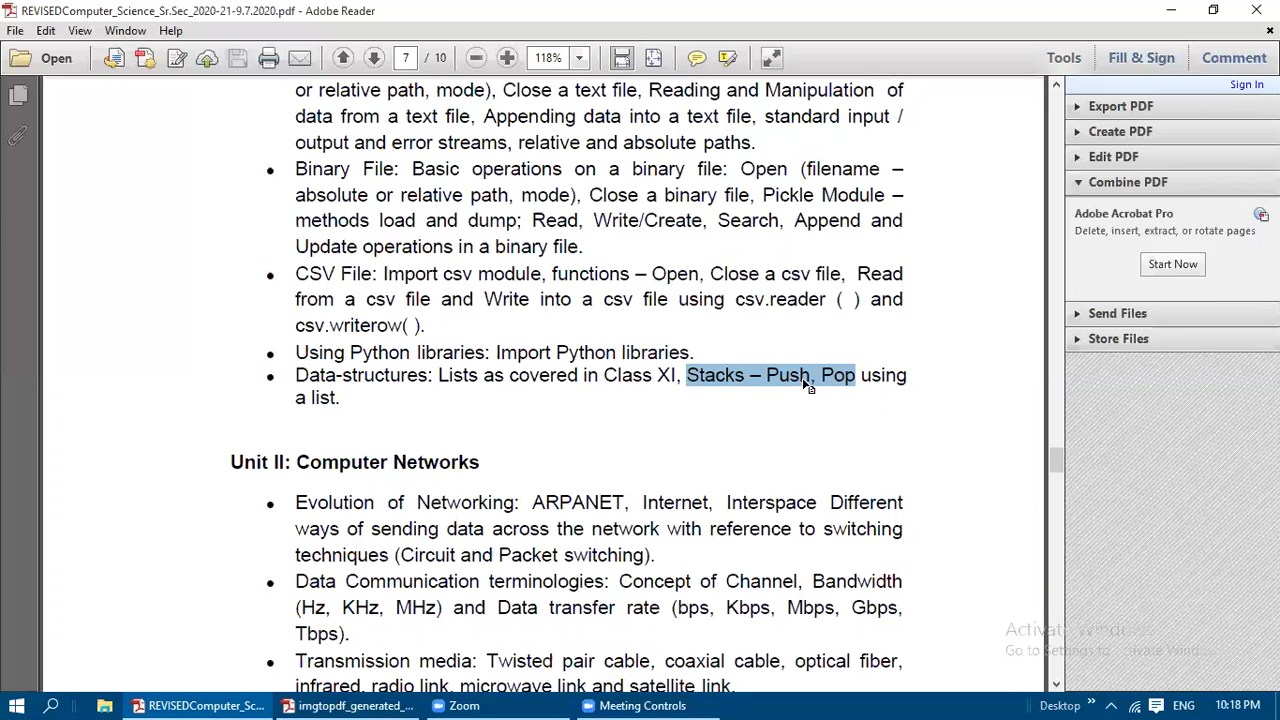 REVISEDComputer_Science_Sr.Sec_2020-21-9.7.2020.pdf - Adobe Reader
File Edit View Window Help
Open 7 / 10 118% Tools Fill & Sign Comment
Sign In
or relative path, mode), Close a text file, Reading and Manipulation of
data from a text file, Appending data into a text file, standard input /
output and error streams, relative and absolute paths.
• Binary File: Basic operations on a binary file: Open (filename –
absolute or relative path, mode), Close a binary file, Pickle Module –
methods load and dump; Read, Write/Create, Search, Append and
Update operations in a binary file.
• CSV File: Import csv module, functions – Open, Close a csv file, Read
from a csv file and Write into a csv file using csv.reader ( ) and
csv.writerow( ).
• Using Python libraries: Import Python libraries.
• Data-structures: Lists as covered in Class XI, Stacks – Push, Pop using
a list.
Unit II: Computer Networks
• Evolution of Networking: ARPANET, Internet, Interspace Different
ways of sending data across the network with reference to switching
techniques (Circuit and Packet switching).
• Data Communication terminologies: Concept of Channel, Bandwidth
(Hz, KHz, MHz) and Data transfer rate (bps, Kbps, Mbps, Gbps,
Tbps).
• Transmission media: Twisted pair cable, coaxial cable, optical fiber,
infrared, radio link, microwave link and satellite link.
Export PDF
Create PDF
Edit PDF
Combine PDF
Adobe Acrobat Pro
Delete, insert, extract, or rotate pages
Start Now
Send Files
Store Files
Activate Windows
Go to Settings to Activate Wind
REVISEDComputer_Sc... imgtopdf_generated_... Zoom Meeting Controls Desktop ENG 10:18 PM